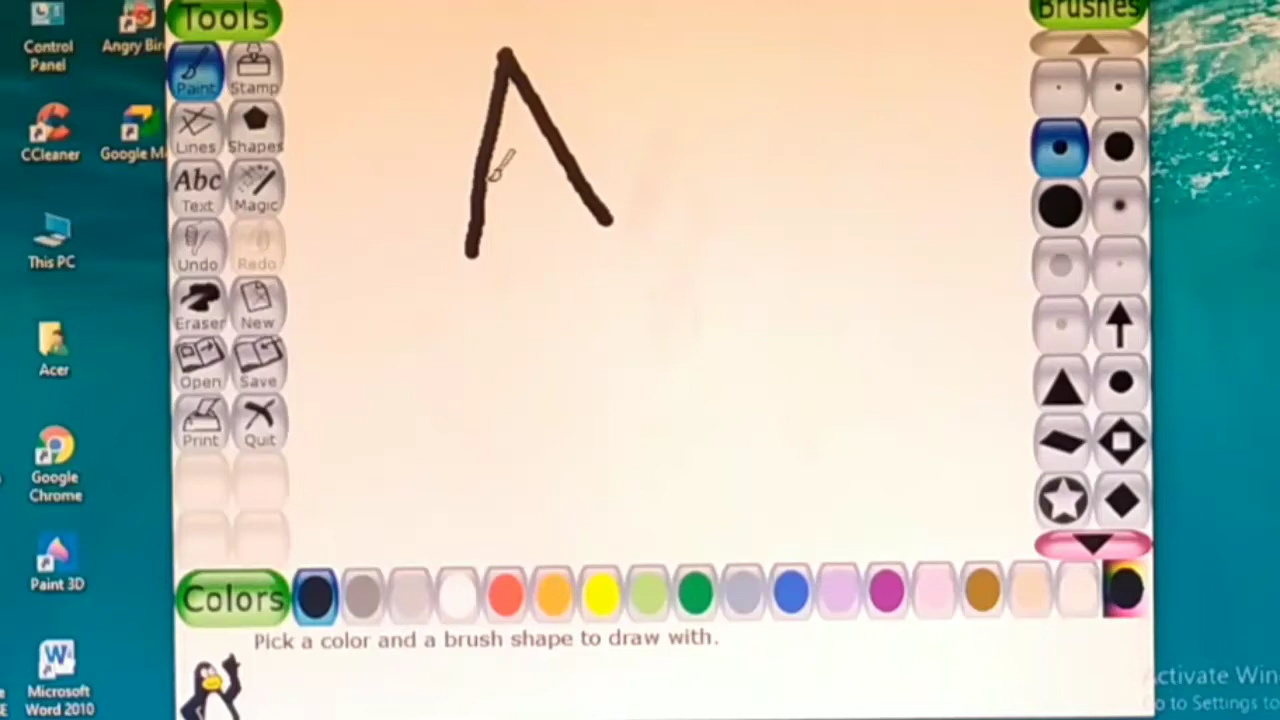 Control
Panel
Angry Bir
CCleaner
Google M
This PC
Acer
Google
Chrome
Paint 3D
Microsoft
Word 2010
Tools
Paint
Stamp
Lines
Shapes
Abc
Text
Magic
Undo
Redo
Eraser
New
Open
Save
Print
Quit
Brushes
Colors
Pick a color and a brush shape to draw with.
Activate Win
Go to Settings to